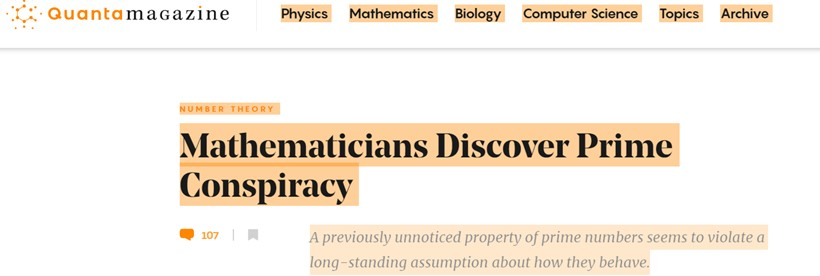 Quantamagazine Physics Mathematics Biology Computer Science Topics Archive
NUMBER THEORY
Mathematicians Discover Prime
Conspiracy
107
A previously unnoticed property of prime numbers seems to violate a
long-standing assumption about how they behave.